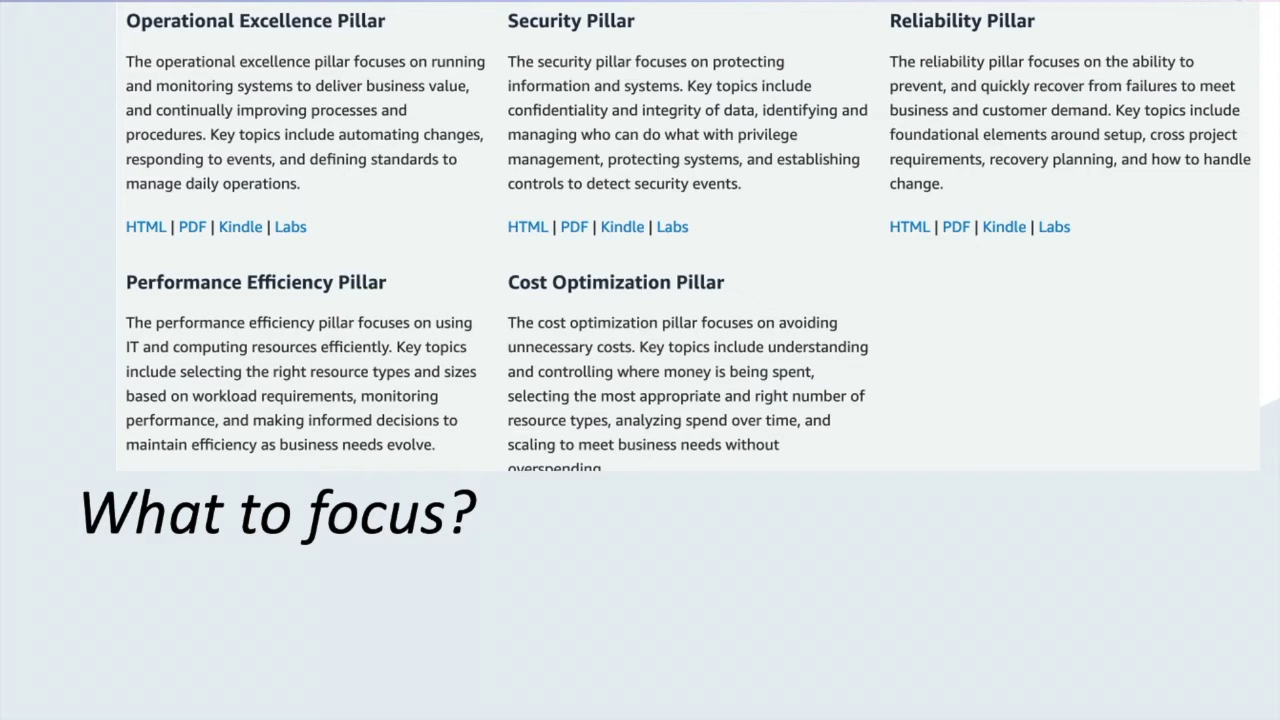 Operational Excellence Pillar
The operational excellence pillar focuses on running
and monitoring systems to deliver business value,
and continually improving processes and
procedures. Key topics include automating changes,
responding to events, and defining standards to
manage daily operations.
HTML | PDF | Kindle | Labs
Security Pillar
The security pillar focuses on protecting
information and systems. Key topics include
confidentiality and integrity of data, identifying and
managing who can do what with privilege
management, protecting systems, and establishing
controls to detect security events.
HTML | PDF | Kindle | Labs
Reliability Pillar
The reliability pillar focuses on the ability to
prevent, and quickly recover from failures to meet
business and customer demand. Key topics include
foundational elements around setup, cross project
requirements, recovery planning, and how to handle
change.
HTML | PDF | Kindle | Labs
Performance Efficiency Pillar
The performance efficiency pillar focuses on using
IT and computing resources efficiently. Key topics
include selecting the right resource types and sizes
based on workload requirements, monitoring
performance, and making informed decisions to
maintain efficiency as business needs evolve.
Cost Optimization Pillar
The cost optimization pillar focuses on avoiding
unnecessary costs. Key topics include understanding
and controlling where money is being spent,
selecting the most appropriate and right number of
resource types, analyzing spend over time, and
scaling to meet business needs without
overspending
What to focus?